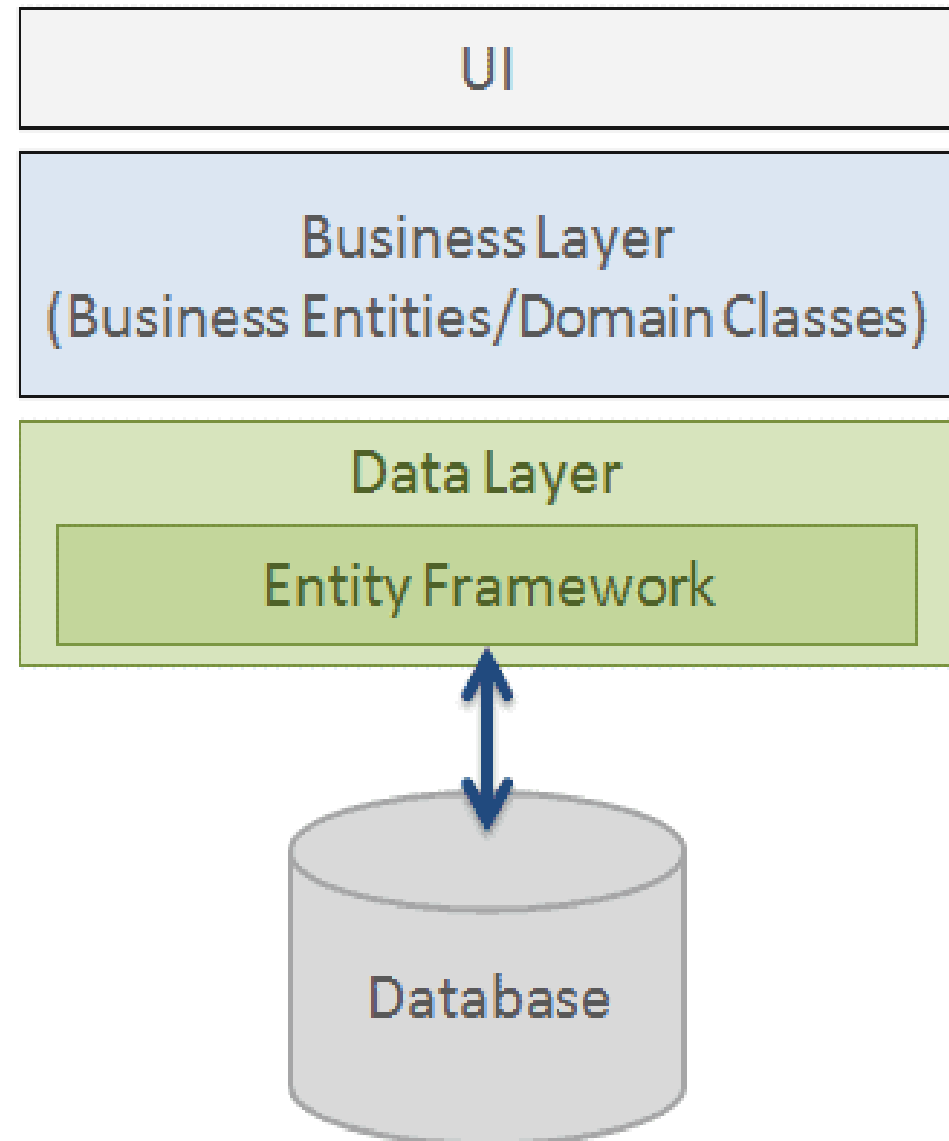 UI
Business Layer
(Business Entities/Domain Classes)
Data Layer
Entity Framework
Database